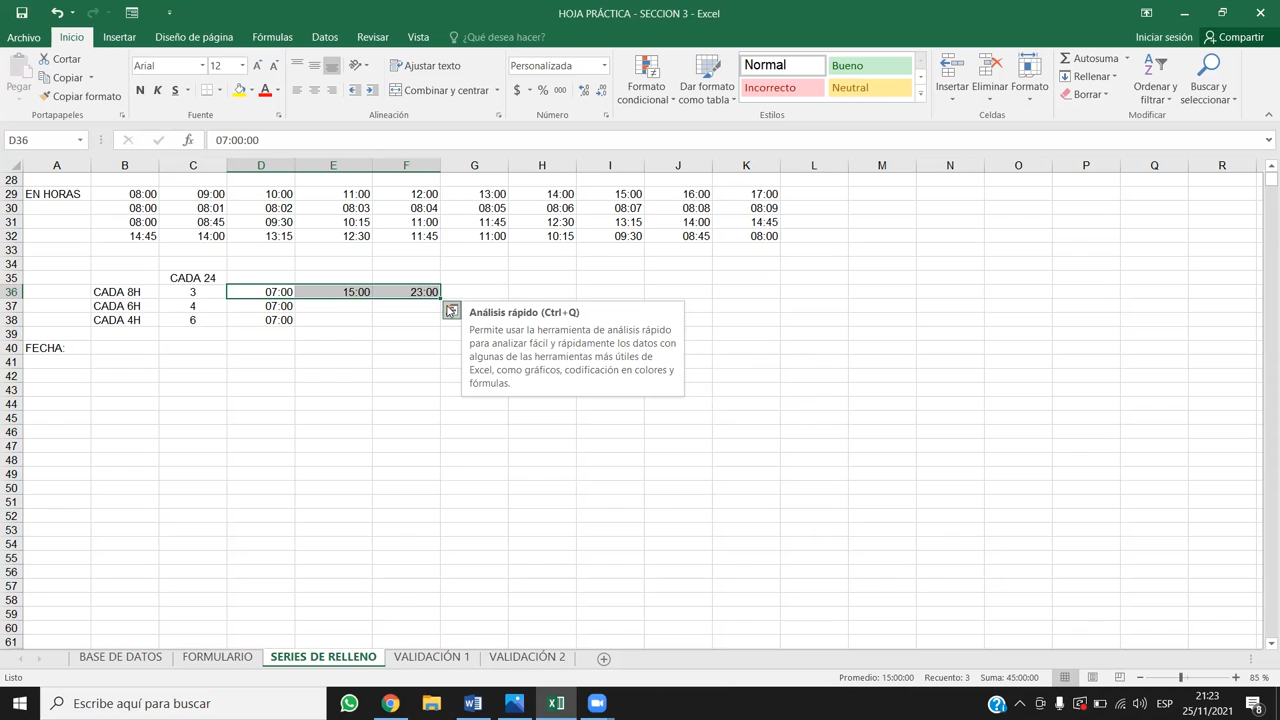 HOJA PRÁCTICA - SECCION 3 - Excel
Archivo Inicio Insertar Diseño de página Fórmulas Datos Revisar Vista ¿Qué desea hacer? Iniciar sesión Compartir
Pegar
Cortar
Copiar
Copiar formato
Portapapeles
Arial 12
N K S
Fuente
Ajustar texto
Combinar y centrar
Alineación
Personalizada
$ % 000
Número
Formato condicional
Dar formato como tabla
Normal Bueno
Incorrecto Neutral
Estilos
Insertar Eliminar Formato
Celdas
Autosuma
Rellenar
Borrar
Ordenar y filtrar
Buscar y seleccionar
Modificar
D36 fx 07:00:00
A B C D E F G H I J K L M N O P Q R
28
29 EN HORAS 08:00 09:00 10:00 11:00 12:00 13:00 14:00 15:00 16:00 17:00
30 08:00 08:01 08:02 08:03 08:04 08:05 08:06 08:07 08:08 08:09
31 08:00 08:45 09:30 10:15 11:00 11:45 12:30 13:15 14:00 14:45
32 14:45 14:00 13:15 12:30 11:45 11:00 10:15 09:30 08:45 08:00
33
34
35 CADA 24
36 CADA 8H 3 07:00 15:00 23:00
37 CADA 6H 4 07:00
38 CADA 4H 6 07:00
39
40 FECHA:
41
42
43
44
45
46
47
48
49
50
51
52
53
54
55
56
57
58
59
60
61
Análisis rápido (Ctrl+Q)
Permite usar la herramienta de análisis rápido
para analizar fácil y rápidamente los datos con
algunas de las herramientas más útiles de
Excel, como gráficos, codificación en colores y
fórmulas.
BASE DE DATOS FORMULARIO SERIES DE RELLENO VALIDACIÓN 1 VALIDACIÓN 2
Listo Promedio: 15:00:00 Recuento: 3 Suma: 45:00:00 85 %
Escribe aquí para buscar
ESP
21:23
25/11/2021
8